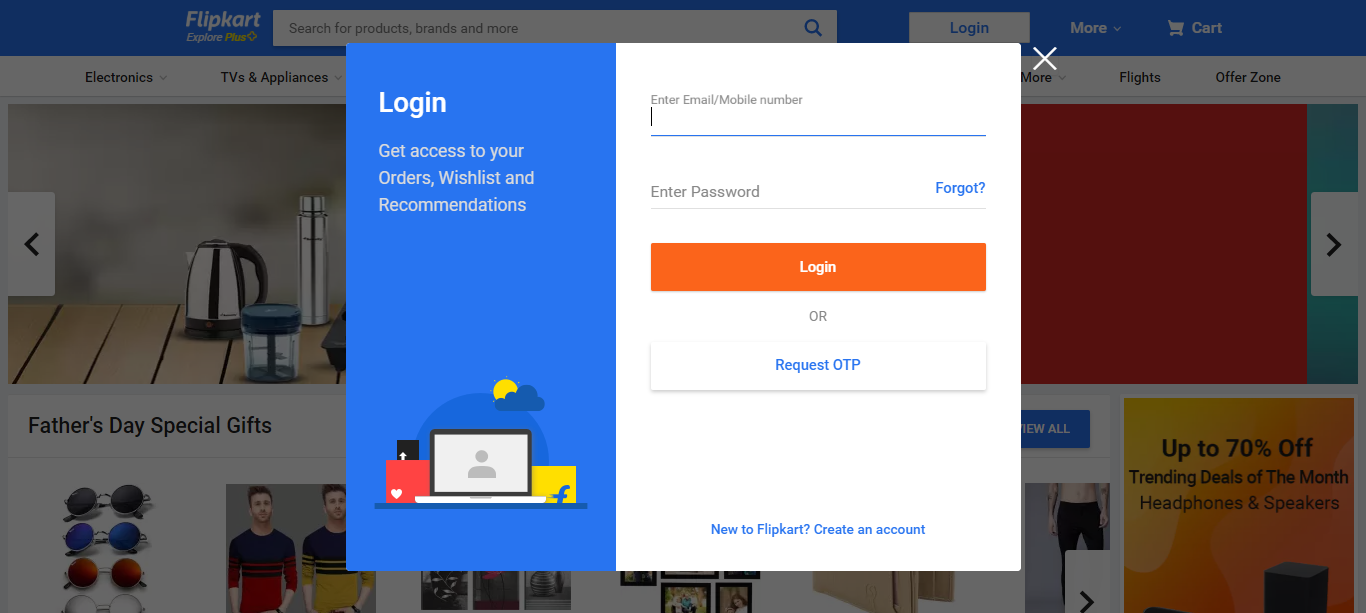 Flipkart
Explore Plus
Search for products, brands and more
Login
More
Cart
Electronics
TVs & Appliances
More
Flights
Offer Zone
Login
Get access to your
Orders, Wishlist and
Recommendations
Enter Email/Mobile number
Enter Password
Forgot?
Login
OR
Request OTP
New to Flipkart? Create an account
Father's Day Special Gifts
VIEW ALL
Up to 70% Off
Trending Deals of The Month
Headphones & Speakers
f